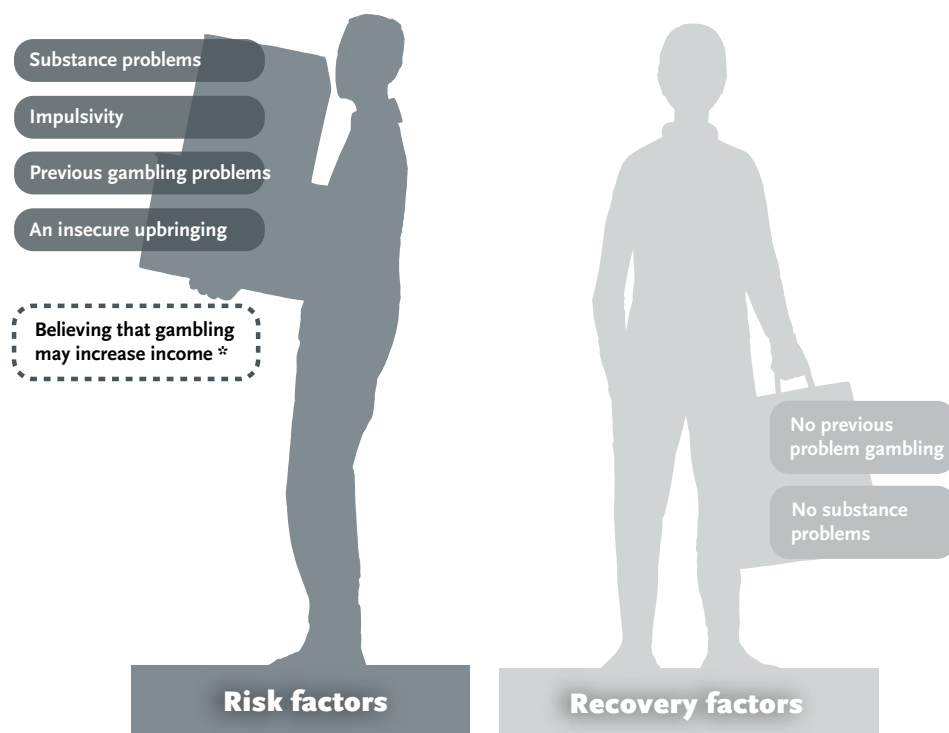 Substance problems
Impulsivity
Previous gambling problems
An insecure upbringing
Believing that gambling
may increase income *
No previous
problem gambling
No substance
problems
Risk factors
Recovery factors